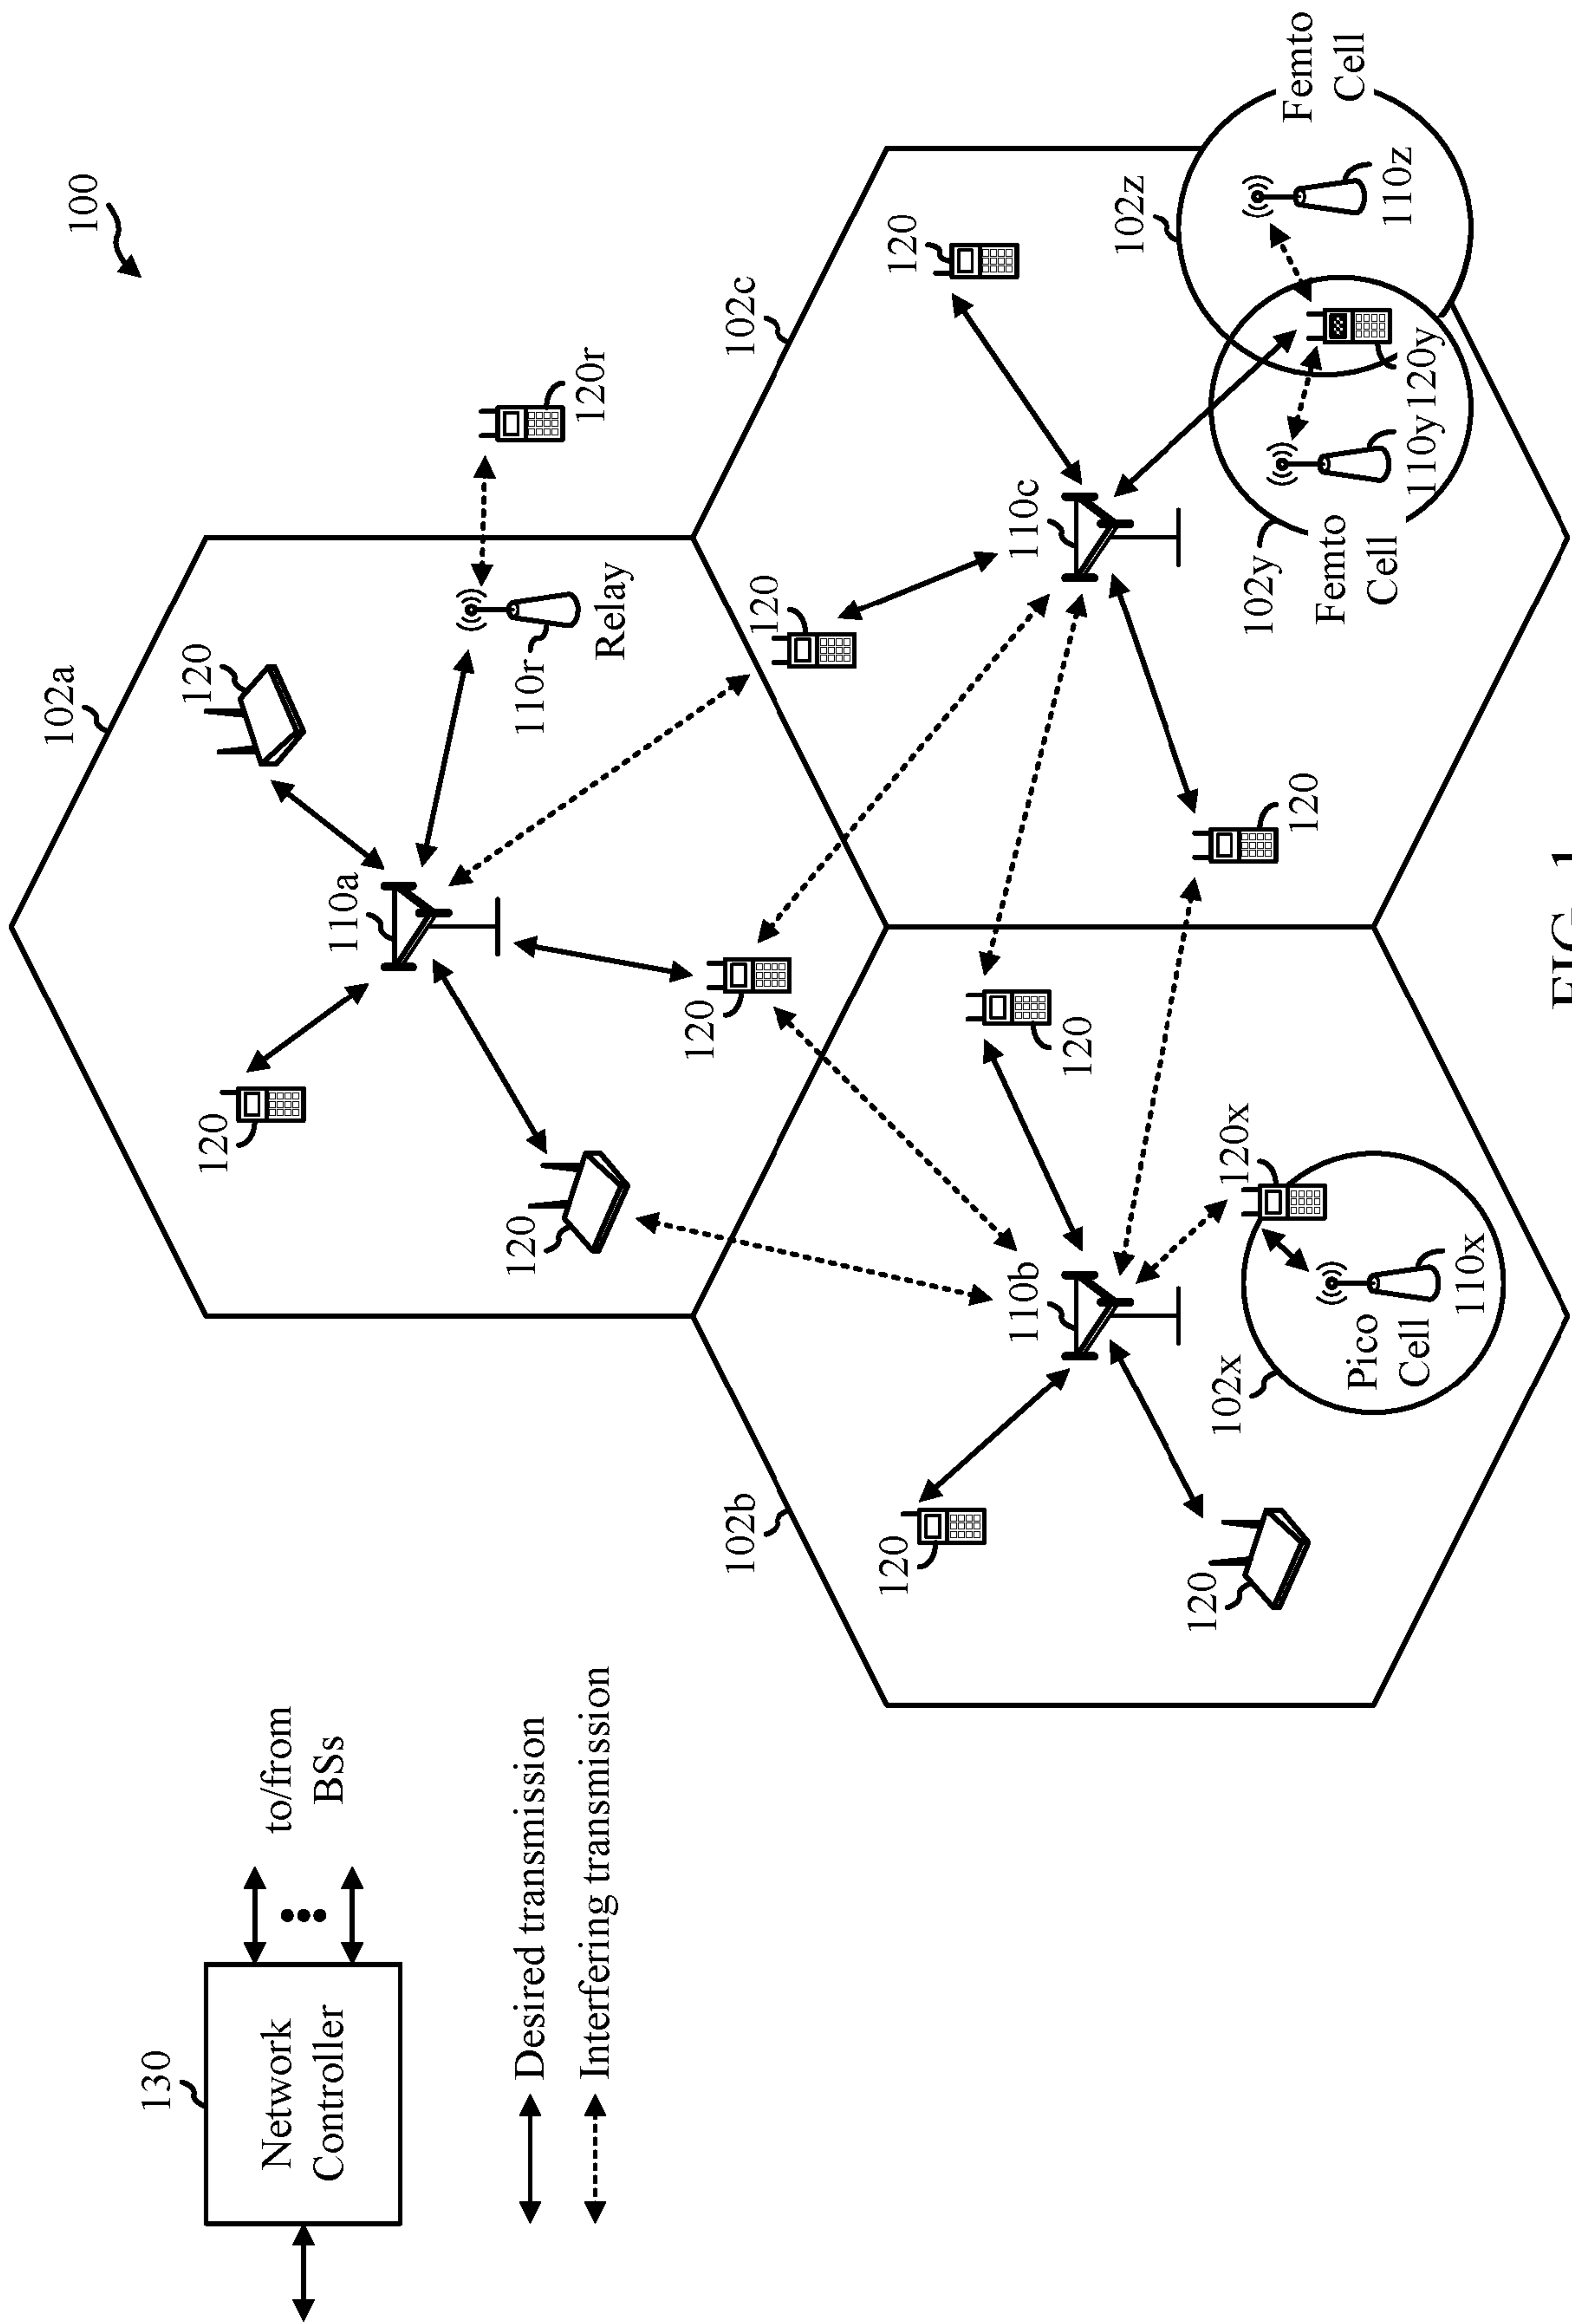 100
102a
130
120
120
Network
Controller
to/from
BSs
110a
120
110r
120r
Relay
Desired transmission
Interfering transmission
120
102b
102c
120
120
120
110b
110c
120
102z
120
102x
120x
120
102y
Femto
Cell
Femto
Cell
Pico
Cell
110x
110y
120y
110z
FIG. 1